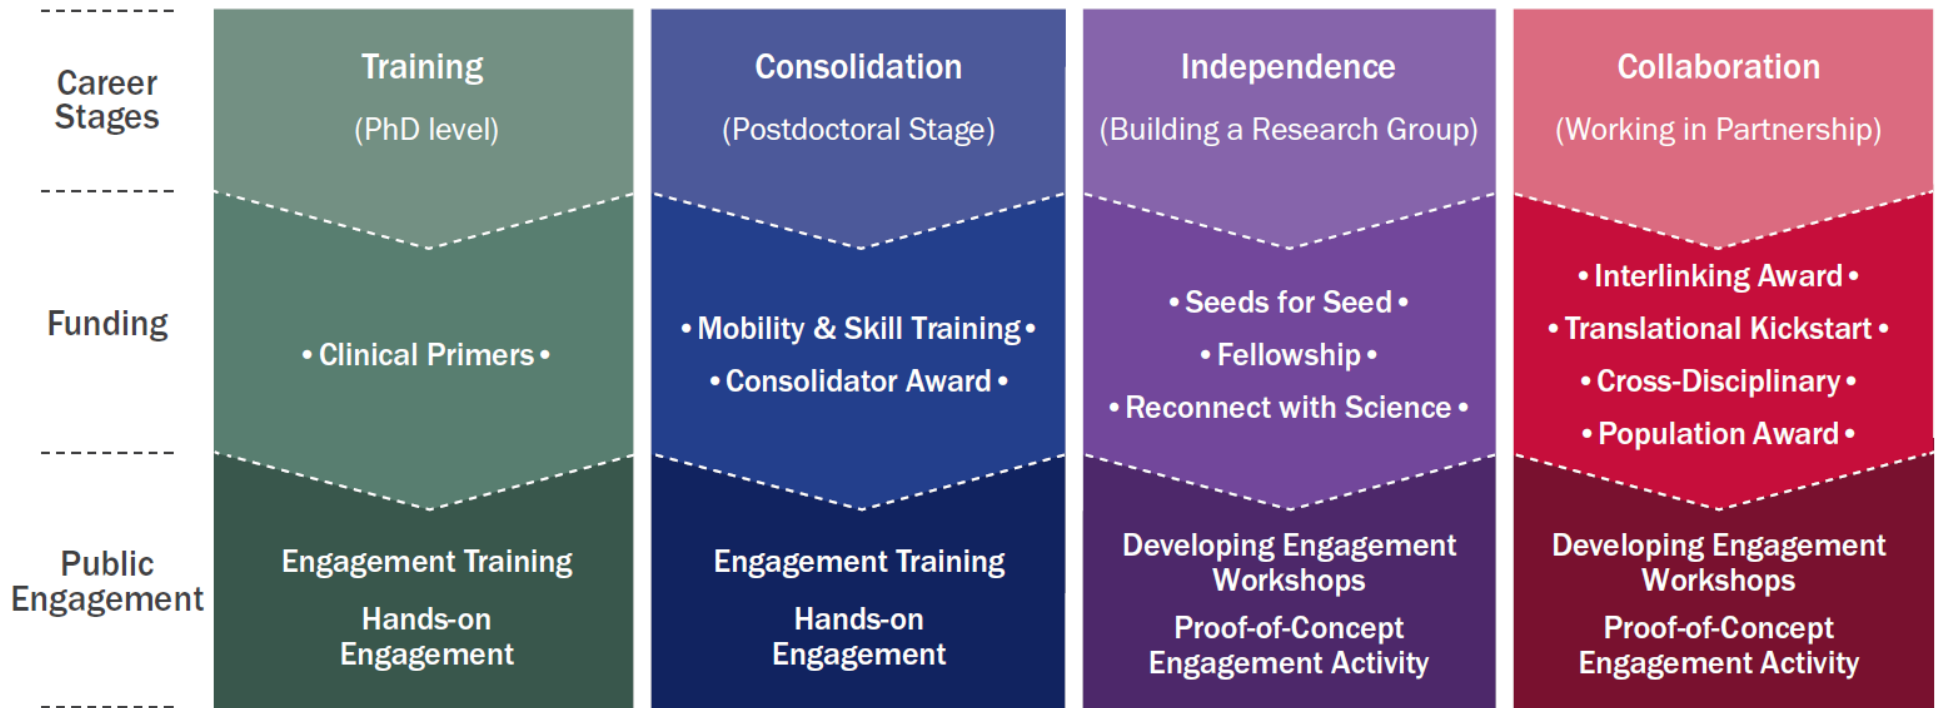 Career
Stages
Training
(PhD level)
Consolidation
(Postdoctoral Stage)
Independence
(Building a Research Group)
Collaboration
(Working in Partnership)
Funding
• Clinical Primers •
• Mobility & Skill Training •
• Consolidator Award •
• Seeds for Seed •
• Fellowship •
• Reconnect with Science •
• Interlinking Award •
• Translational Kickstart •
• Cross-Disciplinary •
• Population Award •
Public
Engagement
Engagement Training
Hands-on
Engagement
Engagement Training
Hands-on
Engagement
Developing Engagement
Workshops
Proof-of-Concept
Engagement Activity
Developing Engagement
Workshops
Proof-of-Concept
Engagement Activity